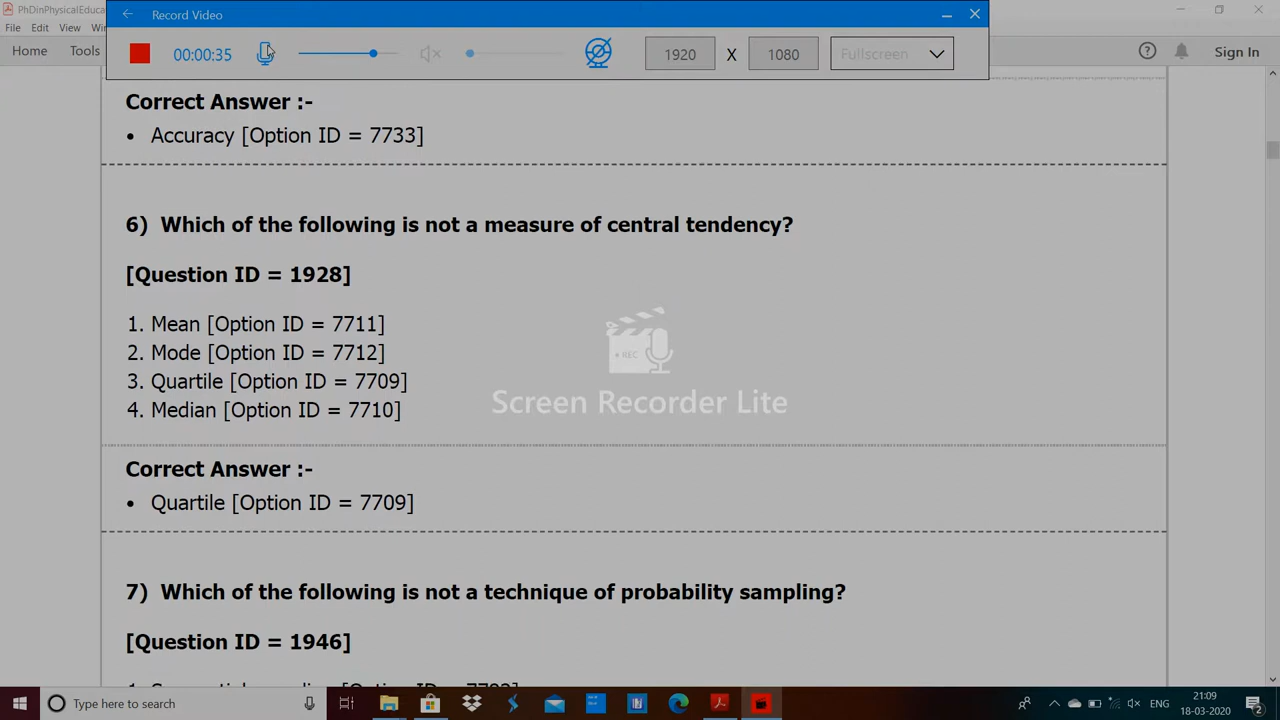 PhDinPhysicalEduca
Record Video
File Edit View
00:00:35
1920 X 1080 Fullscreen
Home Tools
Sign In
Correct Answer :-
• Accuracy [Option ID = 7733]
6) Which of the following is not a measure of central tendency?
[Question ID = 1928]
1. Mean [Option ID = 7711]
2. Mode [Option ID = 7712]
3. Quartile [Option ID = 7709]
4. Median [Option ID = 7710]
• REC
Screen Recorder Lite
Correct Answer :-
• Quartile [Option ID = 7709]
7) Which of the following is not a technique of probability sampling?
[Question ID = 1946]
Type here to search
ENG
21:09
18-03-2020
2